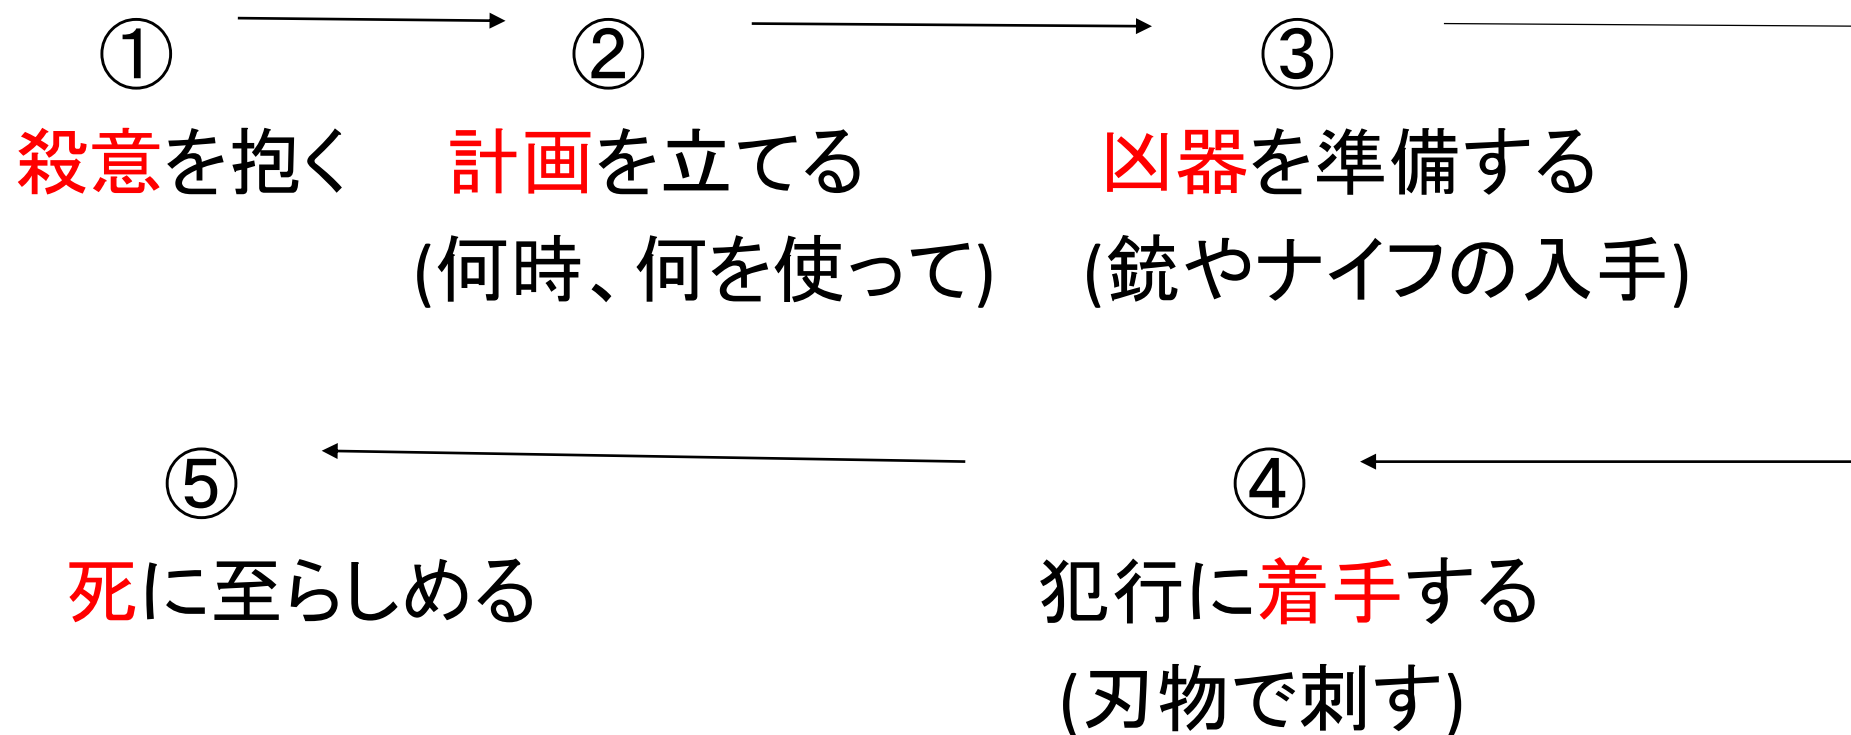 ① ② ③
殺意を抱く 計画を立てる 凶器を準備する
(何時、何を使って) (銃やナイフの入手)
⑤ ④
死に至らしめる 犯行に着手する
(刃物で刺す)